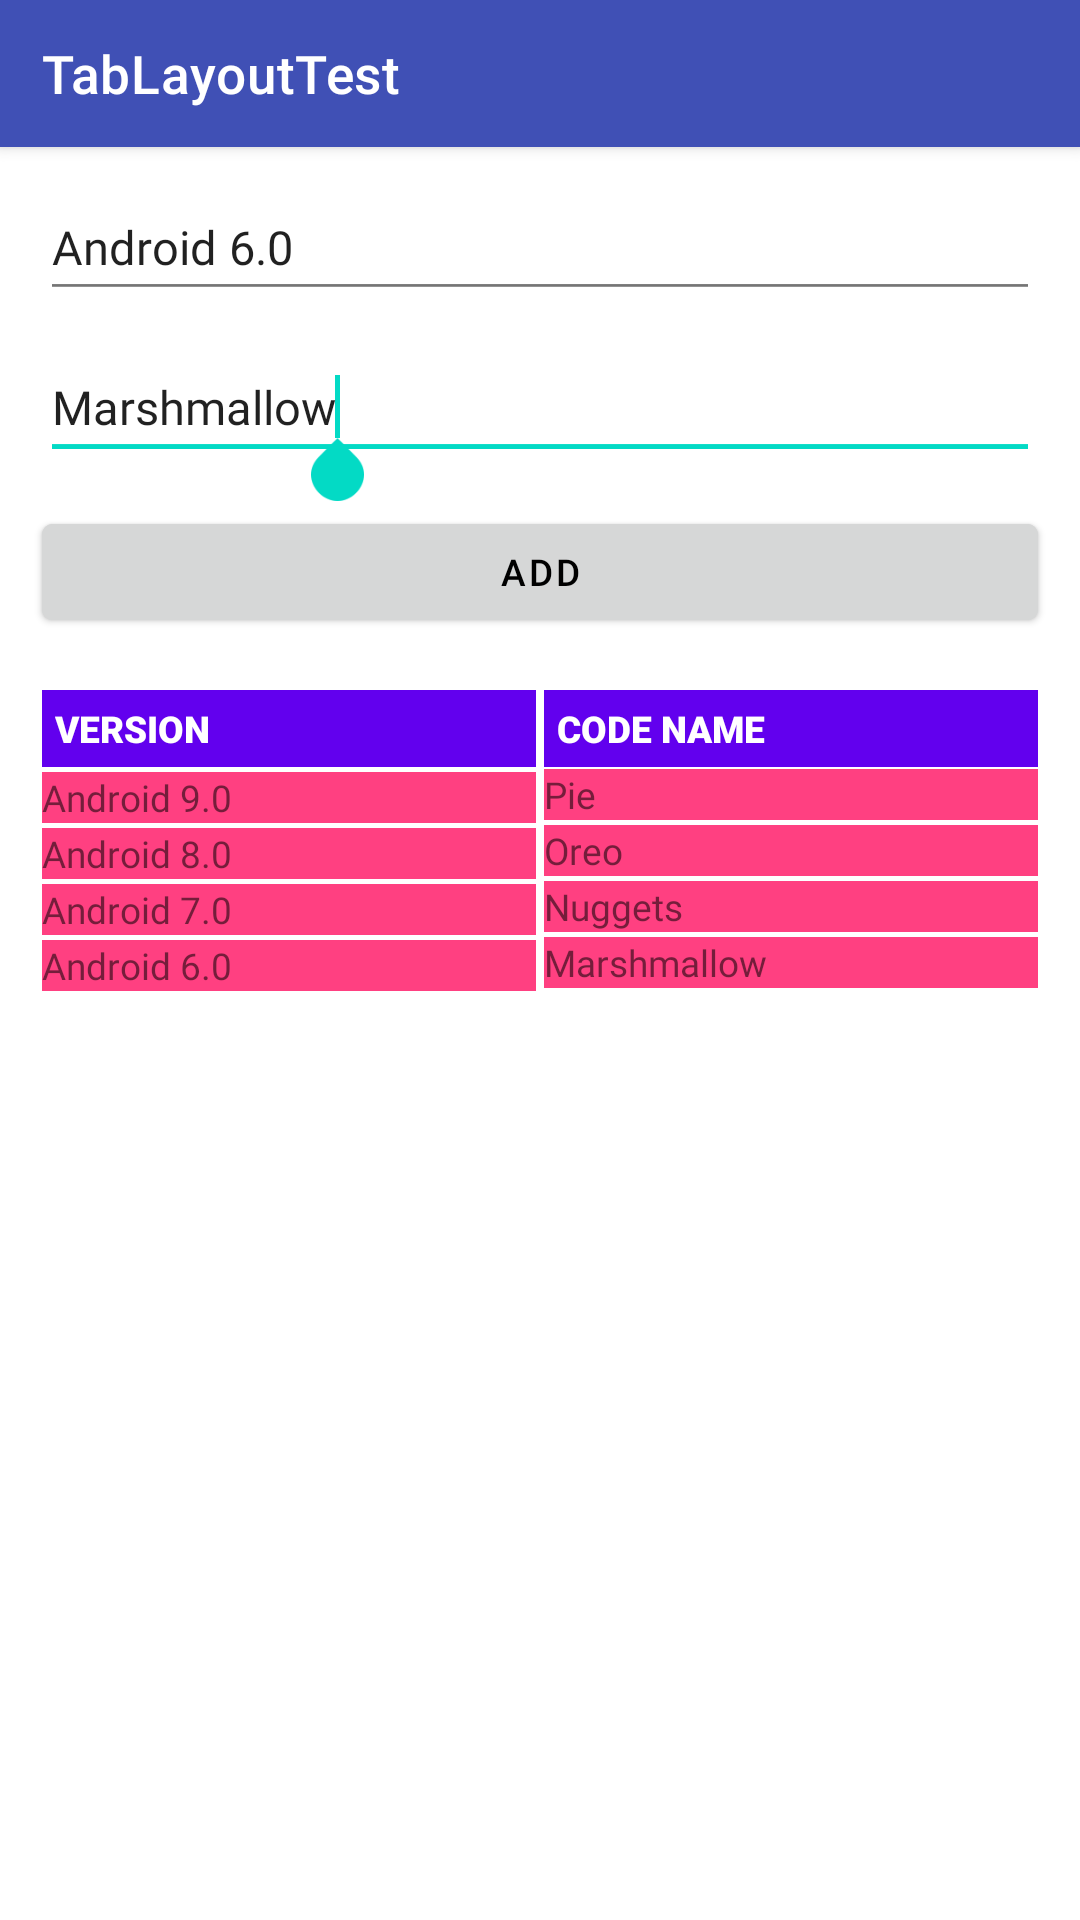 TabLayoutTest
Android 6.0
Marshmallow
ADD
VERSION CODE NAME
Android 9.0 Pie
Android 8.0 Oreo
Android 7.0 Nuggets
Android 6.0 Marshmallow